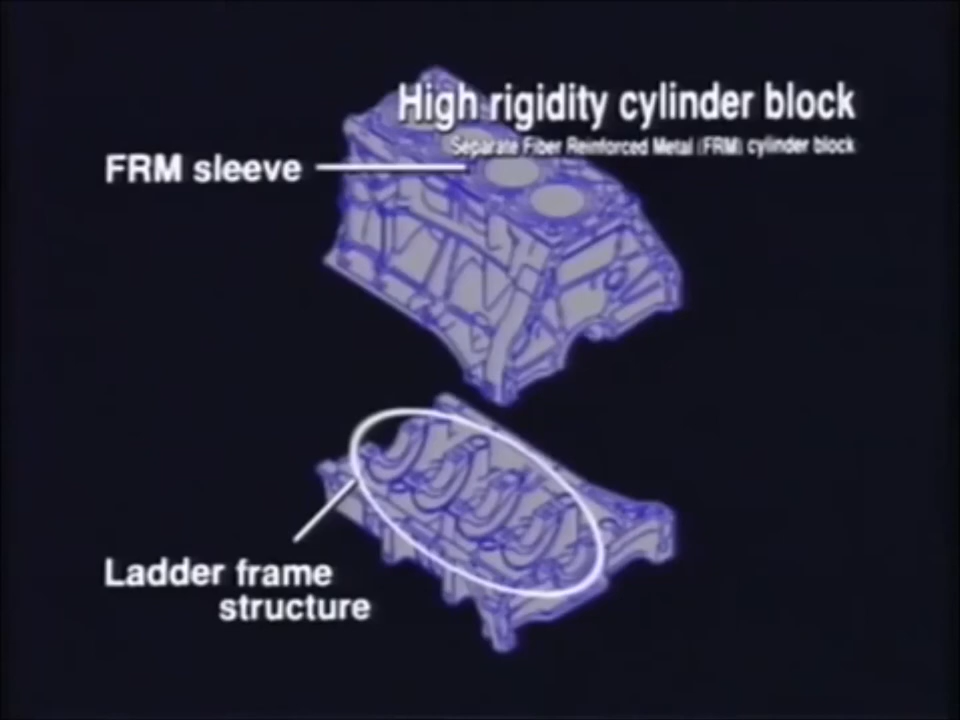 High rigidity cylinder block
Separate Fiber Reinforced Metal (FRM) cylinder block
FRM sleeve
Ladder frame
structure